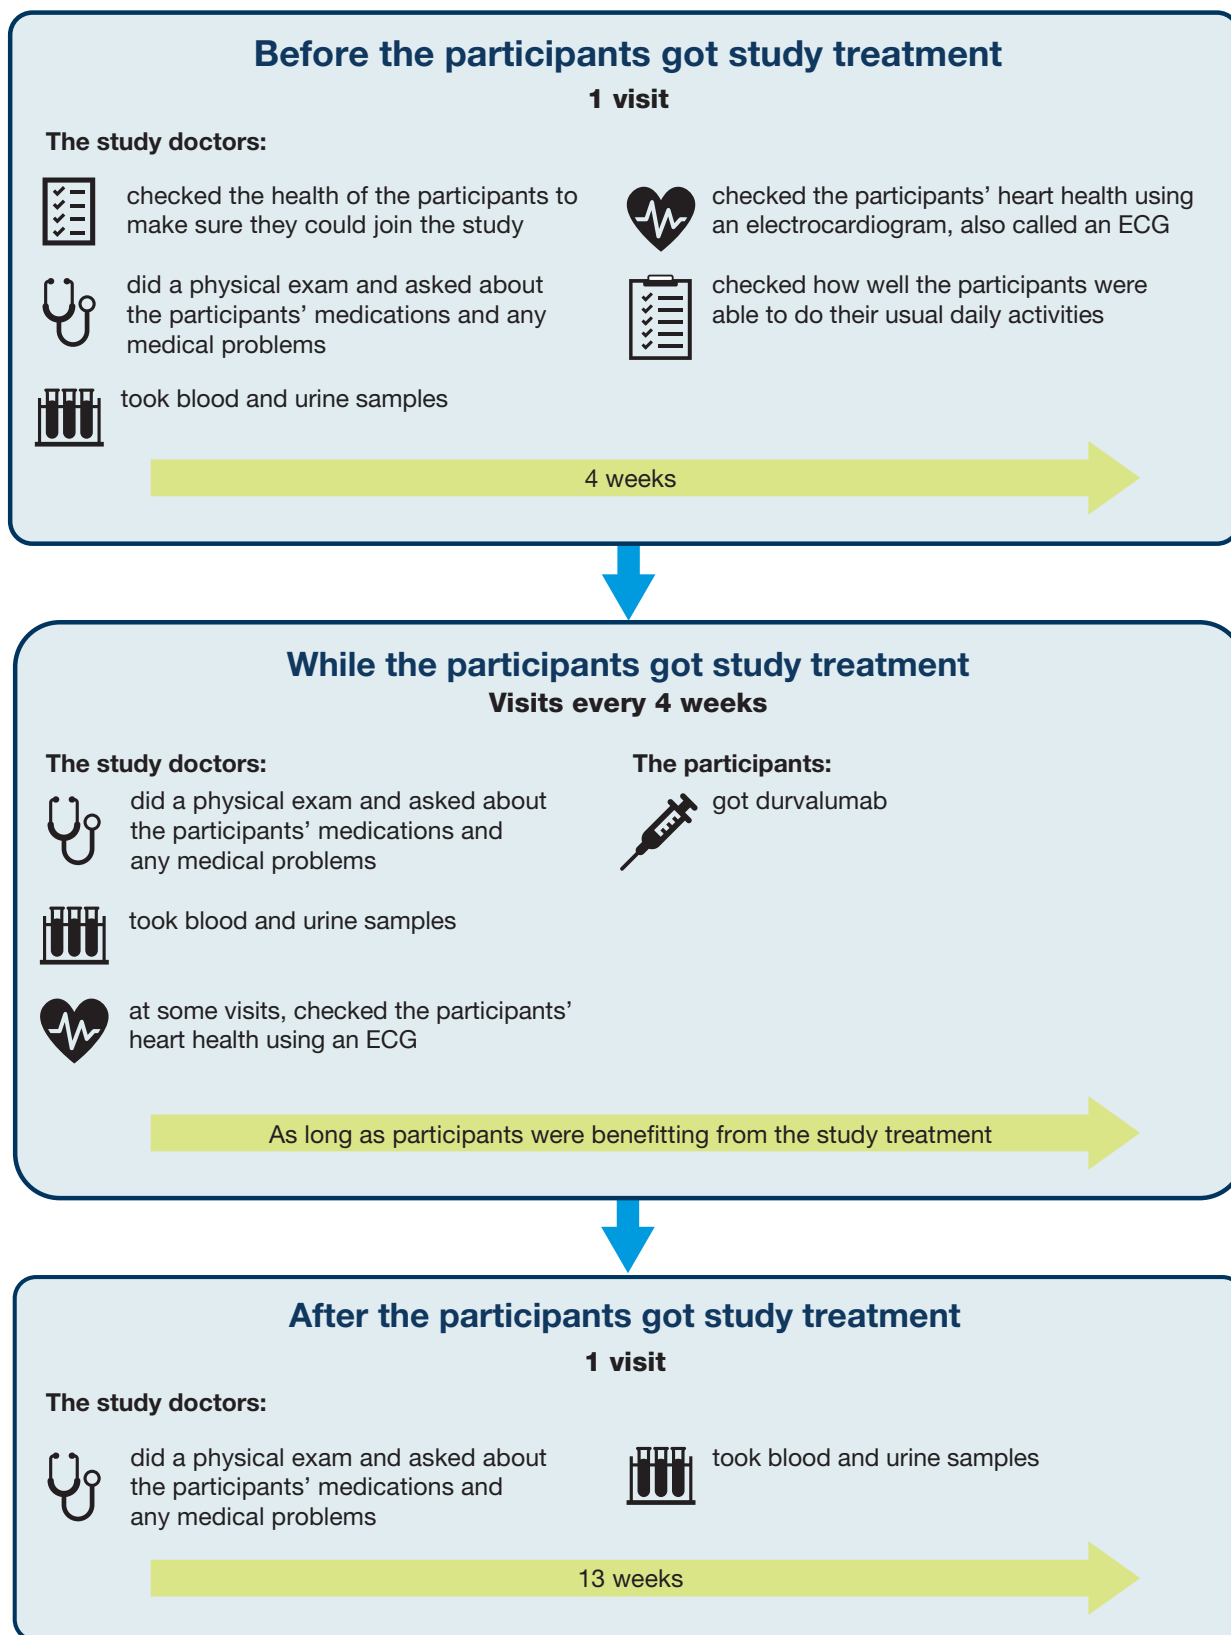 Before the participants got study treatment
1 visit
The study doctors:
checked the health of the participants to
make sure they could join the study
did a physical exam and asked about
the participants’ medications and any
medical problems
took blood and urine samples
checked the participants’ heart health using
an electrocardiogram, also called an ECG
checked how well the participants were
able to do their usual daily activities
4 weeks
While the participants got study treatment
Visits every 4 weeks
The study doctors:
did a physical exam and asked about
the participants’ medications and
any medical problems
took blood and urine samples
at some visits, checked the participants’
heart health using an ECG
The participants:
got durvalumab
As long as participants were benefitting from the study treatment
After the participants got study treatment
1 visit
The study doctors:
did a physical exam and asked about
the participants’ medications and
any medical problems
took blood and urine samples
13 weeks